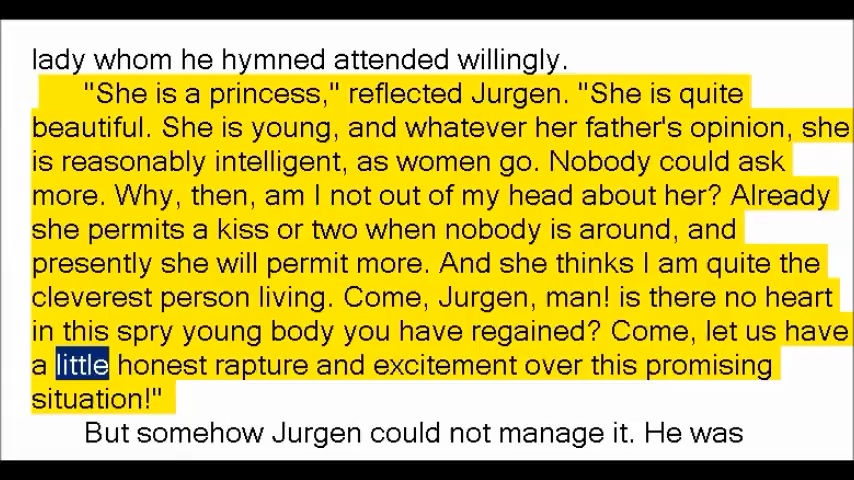 lady whom he hymned attended willingly.
"She is a princess," reflected Jurgen. "She is quite
beautiful. She is young, and whatever her father's opinion, she
is reasonably intelligent, as women go. Nobody could ask
more. Why, then, am I not out of my head about her? Already
she permits a kiss or two when nobody is around, and
presently she will permit more. And she thinks I am quite the
cleverest person living. Come, Jurgen, man! is there no heart
in this spry young body you have regained? Come, let us have
a little honest rapture and excitement over this promising
situation!"
But somehow Jurgen could not manage it. He was